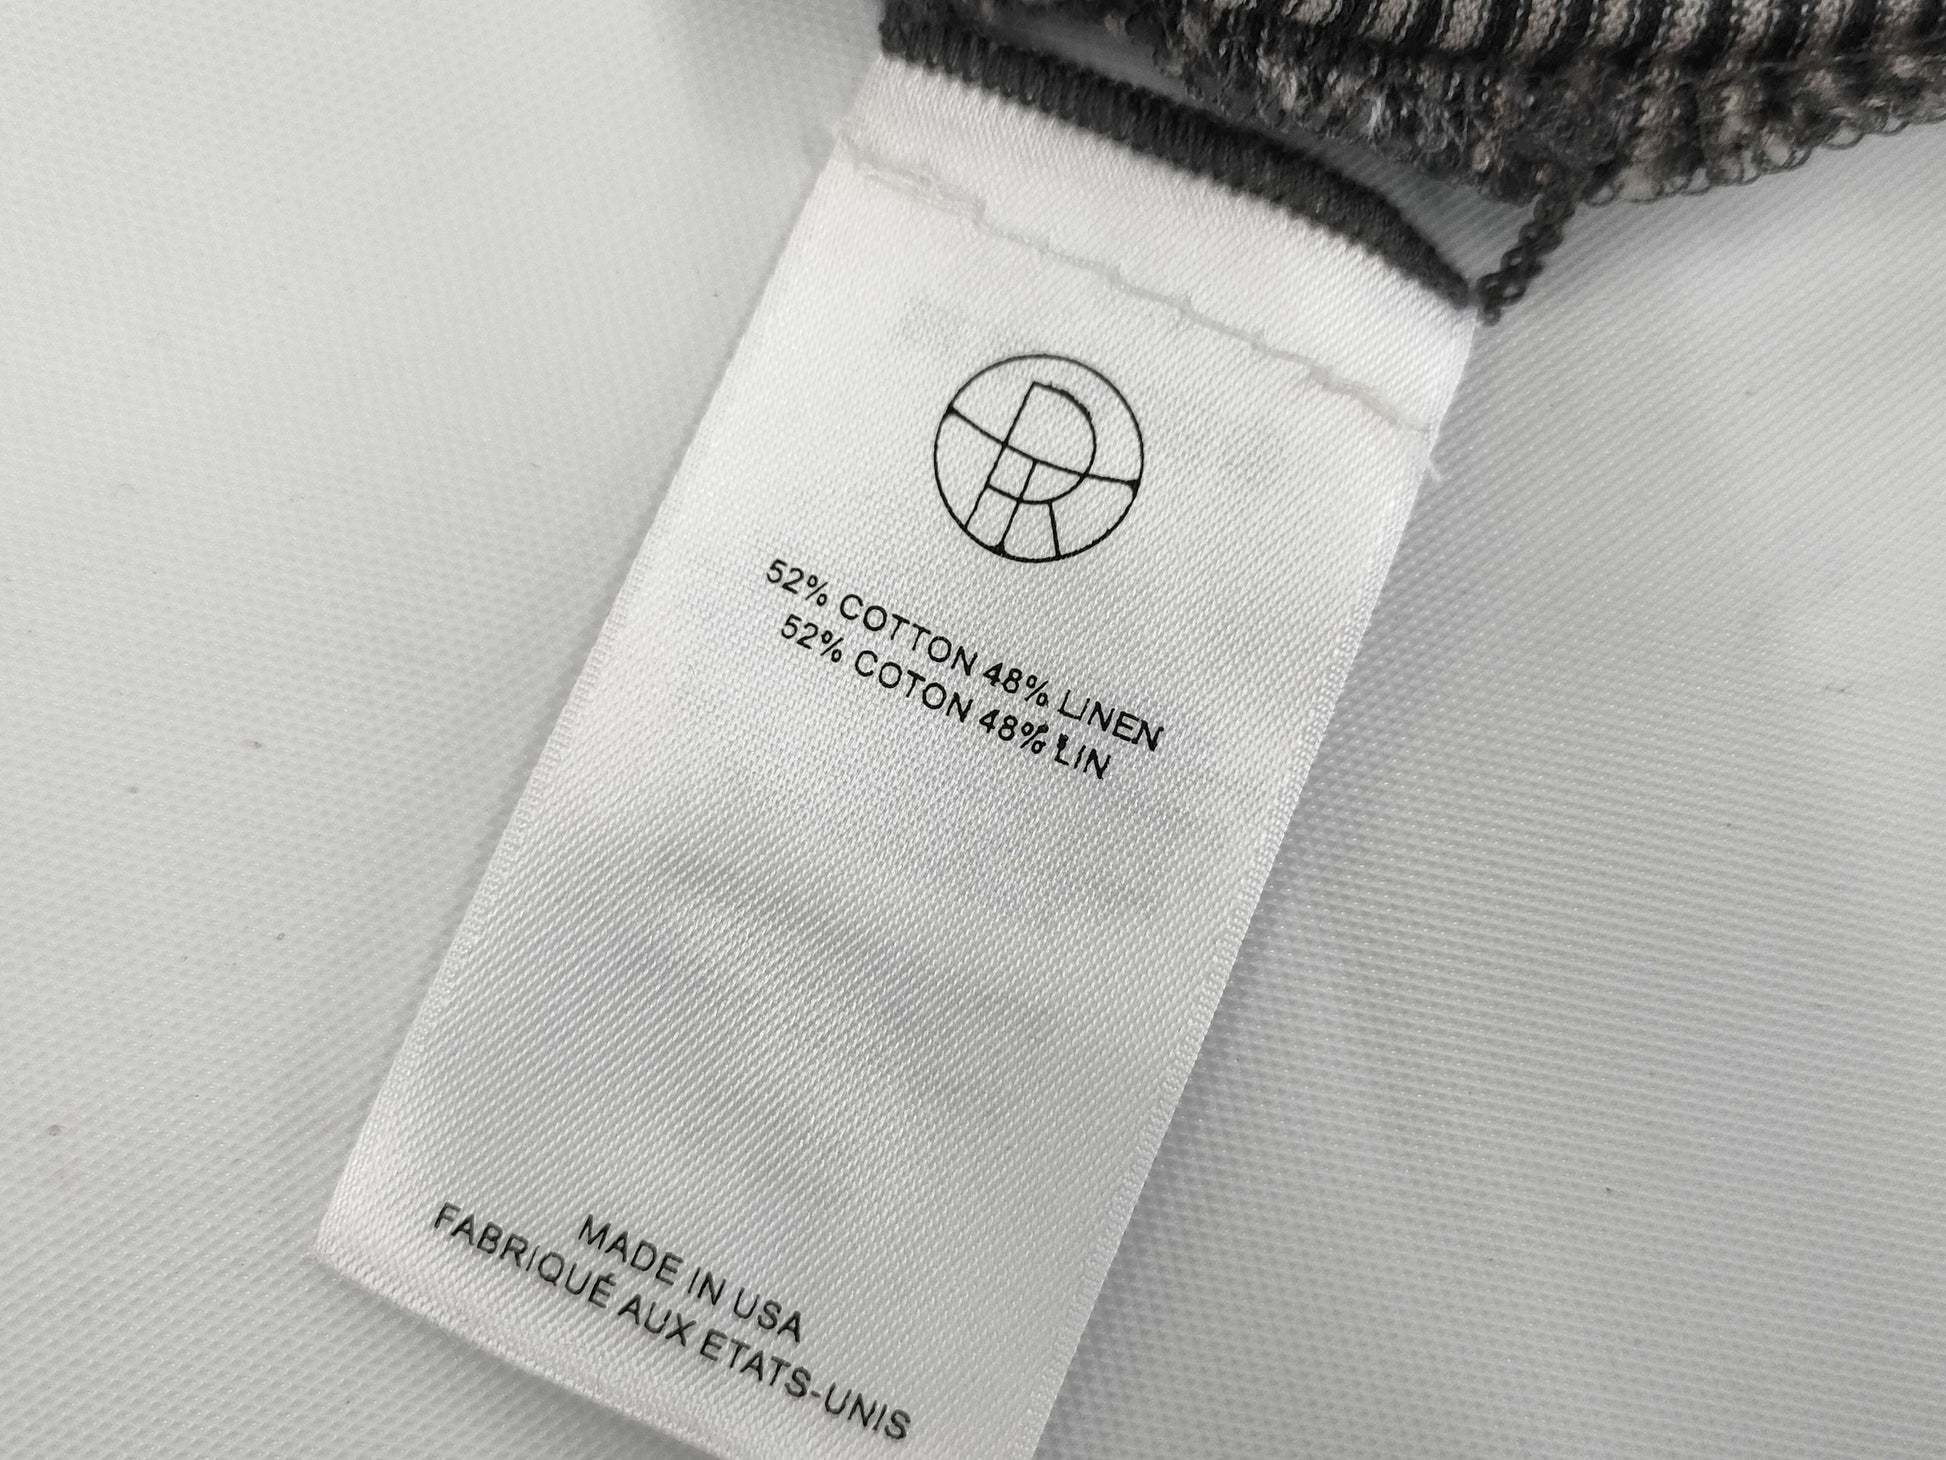 52% COTTON 48% LINEN
52% COTON 48% LIN
MADE IN USA
FABRIQUÉ AUX ETATS-UNIS